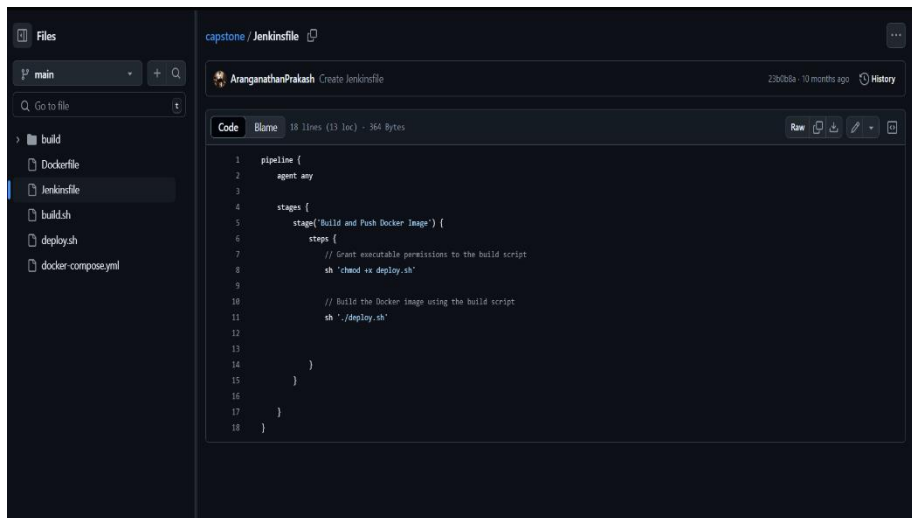 Files
main
Go to file
t
build
Dockerfile
Jenkinsfile
build.sh
deploy.sh
docker-compose.yml
capstone / Jenkinsfile
AranganathanPrakash Create Jenkinsfile
23b0b8a · 10 months ago History
Code Blame 18 lines (13 loc) · 364 Bytes
Raw
1 pipeline {
2 agent any
3
4 stages {
5 stage('Build and Push Docker Image') {
6 steps {
7 // Grant executable permissions to the build script
8 sh 'chmod +x deploy.sh'
9
10 // Build the Docker image using the build script
11 sh './deploy.sh'
12
13
14 }
15 }
16
17 }
18 }